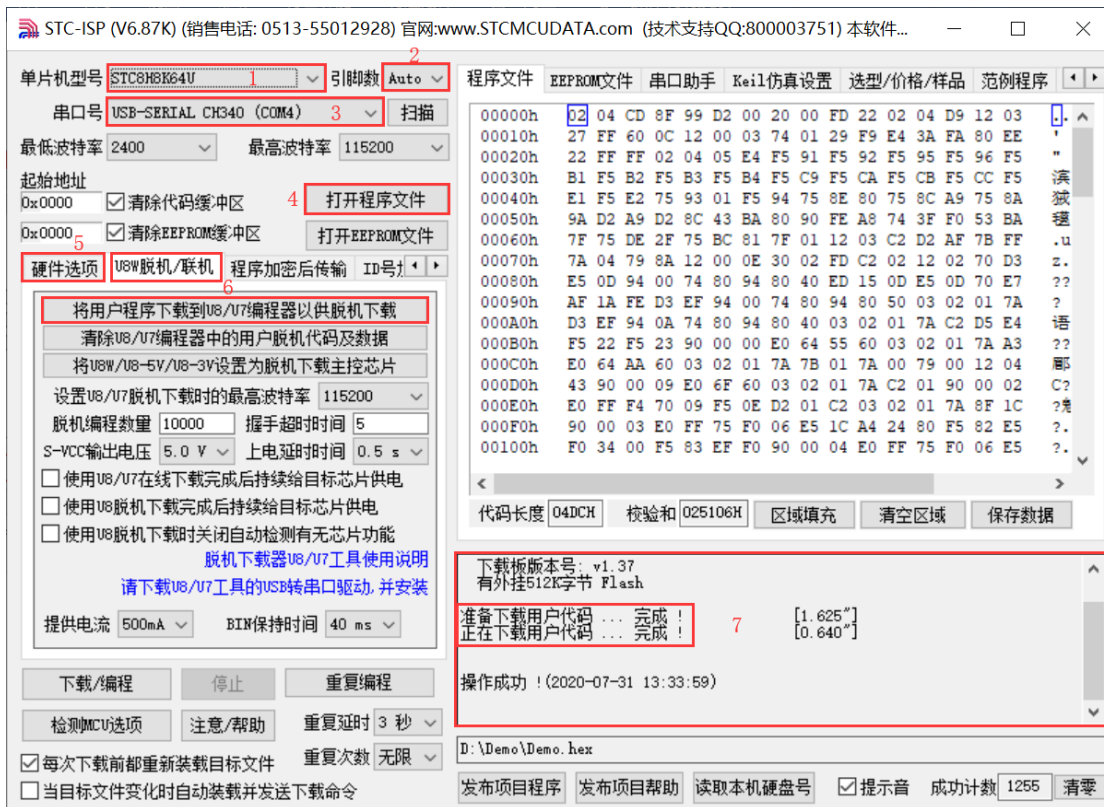 STC-ISP (V6.87K) (销售电话: 0513-55012928) 官网:www.STCMCUDATA.com (技术支持QQ:800003751) 本软件...
单片机型号 STC8H8K64U 1 引脚数 2 Auto
串口号 USB-SERIAL CH340 (COM4) 3 扫描
最低波特率 2400 最高波特率 115200
起始地址
0x0000 清除代码缓冲区 4 打开程序文件
0x0000 清除EEPROM缓冲区 打开EEPROM文件
5
硬件选项 U8W脱机/联机 程序加密后传输 ID号
6
将用户程序下载到U8/U7编程器以供脱机下载
清除U8/U7编程器中的用户脱机代码及数据
将U8W/U8-5V/U8-3V设置为脱机下载主控芯片
设置U8/U7脱机下载时的最高波特率 115200
脱机编程数量 10000 握手超时时间 5
S-VCC输出电压 5.0 V 上电延时时间 0.5 s
使用U8/U7在线下载完成后持续给目标芯片供电
使用U8脱机下载完成后持续给目标芯片供电
使用U8脱机下载时关闭自动检测有无芯片功能
脱机下载器U8/U7工具使用说明
请下载U8/U7工具的USB转串口驱动,并安装
提供电流 500mA BIN保持时间 40 ms
下载/编程 停止 重复编程
检测MCU选项 注意/帮助 重复延时 3 秒
重复次数 无限
每次下载前都重新装载目标文件
当目标文件变化时自动装载并发送下载命令
程序文件 EEPROM文件 串口助手 Keil仿真设置 选型/价格/样品 范例程序
00000h 02 04 CD 8F 99 D2 00 20 00 FD 22 02 04 D9 12 03 ..
00010h 27 FF 60 0C 12 00 03 74 01 29 F9 E4 3A FA 80 EE '
00020h 22 FF FF 02 04 05 E4 F5 91 F5 92 F5 95 F5 96 F5 "
00030h B1 F5 B2 F5 B3 F5 B4 F5 C9 F5 CA F5 CB F5 CC F5 滨
00040h E1 F5 E2 75 93 01 F5 94 75 8E 80 75 8C A9 75 8A
00050h 9A D2 A9 D2 8C 43 BA 80 90 FE A8 74 3F F0 53 BA
00060h 7F 75 DE 2F 75 BC 81 7F 01 12 03 C2 D2 AF 7B FF .u
00070h 7A 04 79 8A 12 00 0E 30 02 FD C2 02 12 02 70 D3 z.
00080h E5 0D 94 00 74 80 94 80 40 ED 15 0D E5 0D 70 E7 ??
00090h AF 1A FE D3 EF 94 00 74 80 94 80 50 03 02 01 7A ?
000A0h D3 EF 94 0A 74 80 94 80 40 03 02 01 7A C2 D5 E4 语
000B0h F5 22 F5 23 90 00 00 E0 64 55 60 03 02 01 7A A3 ??
000C0h E0 64 AA 60 03 02 01 7A 7B 01 7A 00 79 00 12 04
000D0h 43 90 00 09 E0 6F 60 03 02 01 7A C2 01 90 00 02 C?
000E0h E0 FF F4 70 09 F5 0E D2 01 C2 03 02 01 7A 8F 1C ?
000F0h 90 00 03 E0 FF 75 F0 06 E5 1C A4 24 80 F5 82 E5 ?.
00100h F0 34 00 F5 83 EF F0 90 00 04 E0 FF 75 F0 06 E5 ?.
代码长度 04DCH 校验和 025106H 区域填充 清空区域 保存数据
下载板版本号: v1.37
有外挂512K字节 Flash
准备下载用户代码 ... 完成 ! [1.625"]
正在下载用户代码 ... 完成 ! 7 [0.640"]
操作成功 !(2020-07-31 13:33:59)
D:\Demo\Demo.hex
发布项目程序 发布项目帮助 读取本机硬盘号 提示音 成功计数 1255 清零